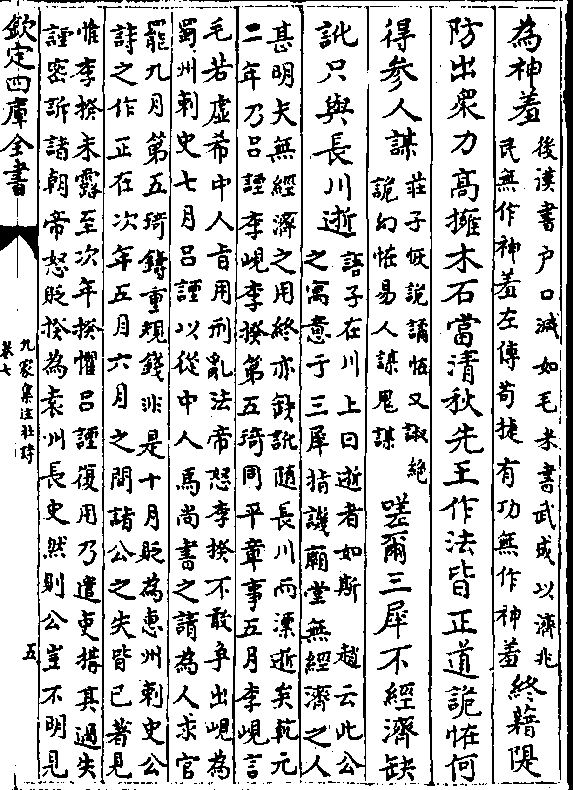 為神羞
後漢書户口減如毛米書武成以濟兆
民無作神羞左傳苟捷有功無作神羞
終藉隄
防出衆力高擁木石當清秋先王作法皆正道詭怪何
得參人謀
莊子恢説譎怪又諔絶
詭幻怪易人謀鬼謀
嗟爾三犀不經濟缺
訛只與長川逝
語子在川上曰逝者如斯 趙云此公
之寓意于三犀指譏廟堂無經濟之人
甚明矣無經濟之用終亦缺訛隨長川而漂逝矣乾元
二年乃吕諲李峴李揆第五琦同平章事五月李峴言
毛若虚希中人旨用刑亂法帝怒李揆不敢爭出峴為
蜀州刺史七月吕諲以從中人馬尚書之請為人求官
罷九月第五琦鑄重規錢非是十月貶為惠州刺史公
詩之作正在次年五月六月之間諸公之失皆已著見
惟李揆未露至次年揆懼吕諲復用乃遣吏搆其過失
諲密訴諸朝帝怒貶揆為袁州長史然則公豈不明見
欽定四庫全書
九家集注杜詩
卷七
五